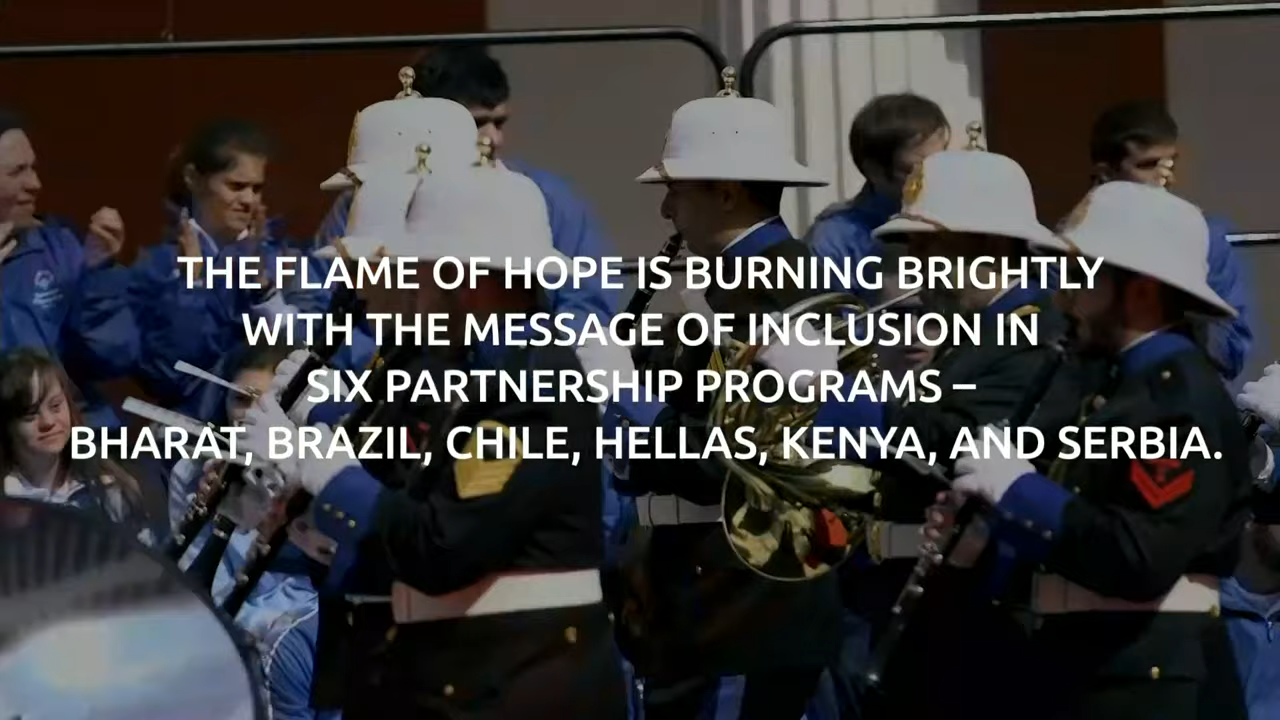 THE FLAME OF HOPE IS BURNING BRIGHTLY
WITH THE MESSAGE OF INCLUSION IN
SIX PARTNERSHIP PROGRAMS –
BHARAT, BRAZIL, CHILE, HELLAS, KENYA, AND SERBIA.